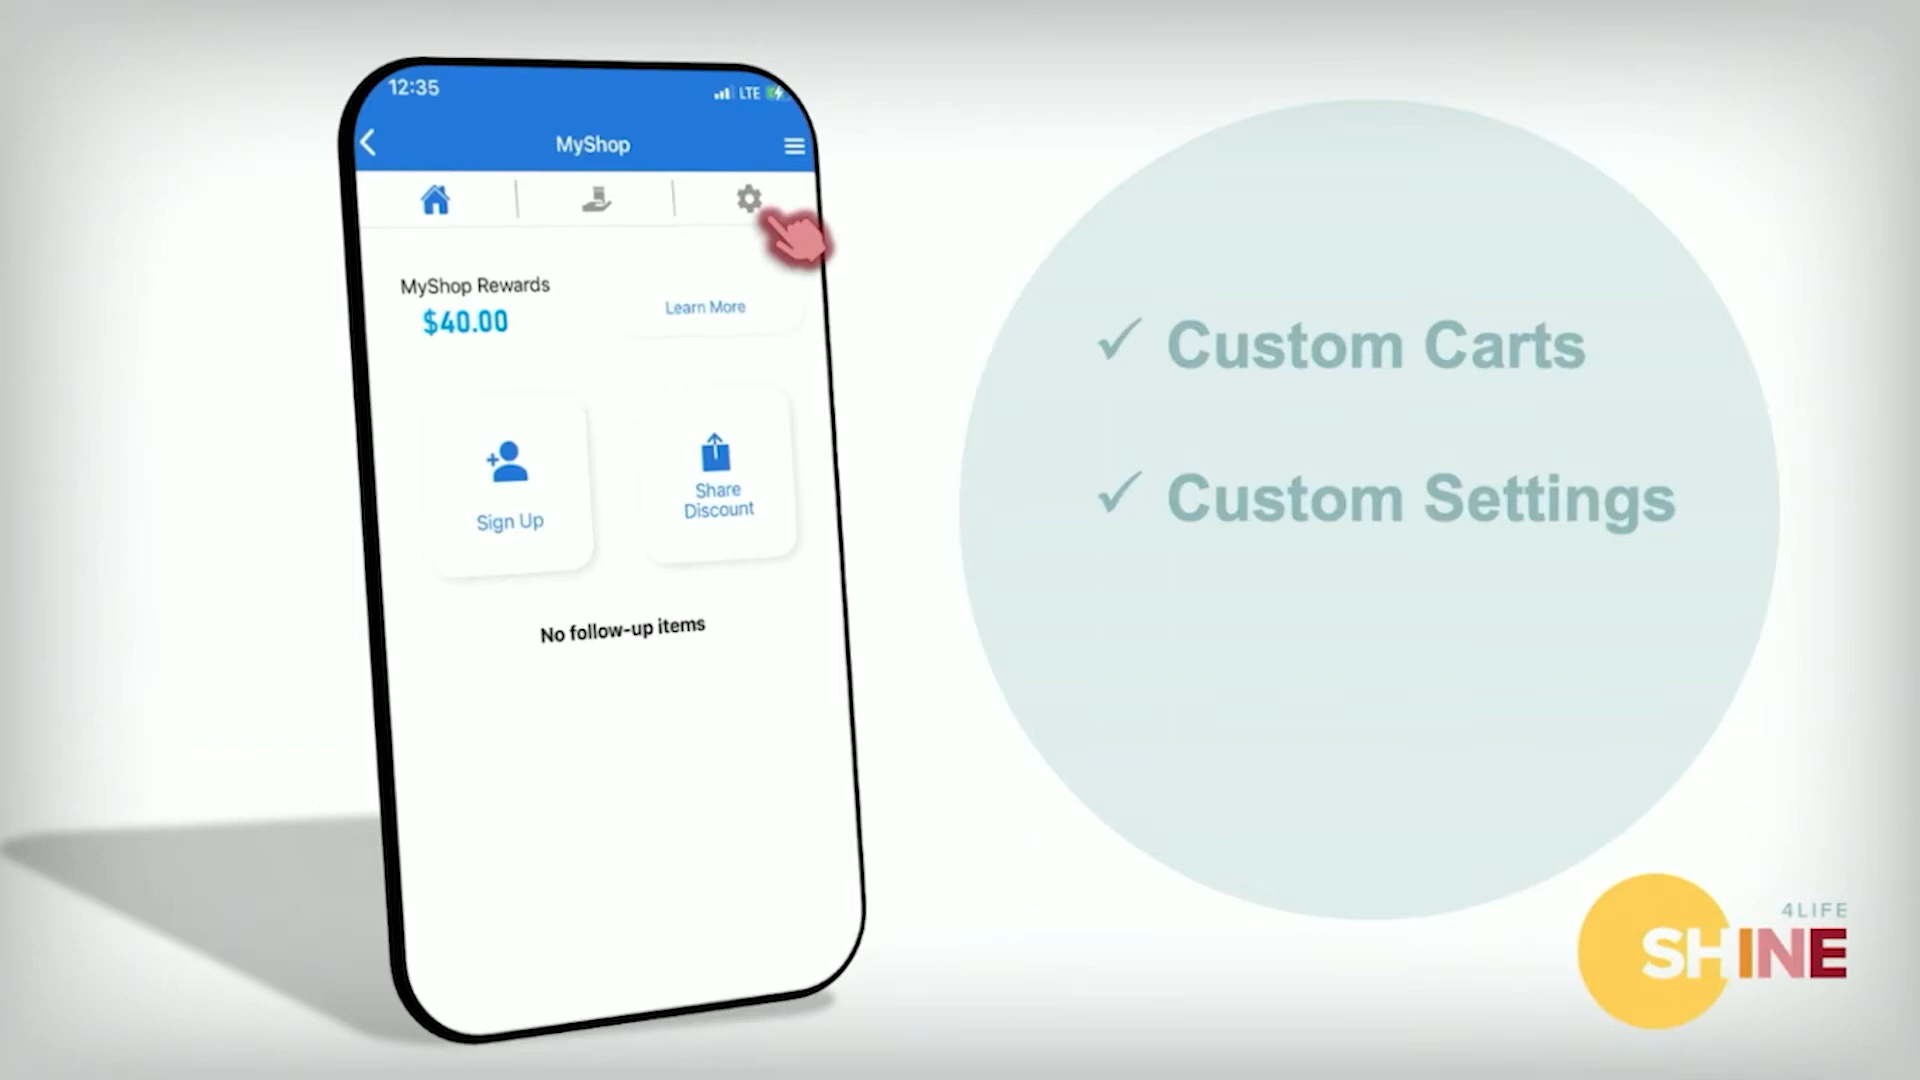 12:35
LTE
MyShop
MyShop Rewards
$40.00
Learn More
Sign Up
Share
Discount
No follow-up items
✓ Custom Carts
✓ Custom Settings
4LIFE
SHINE